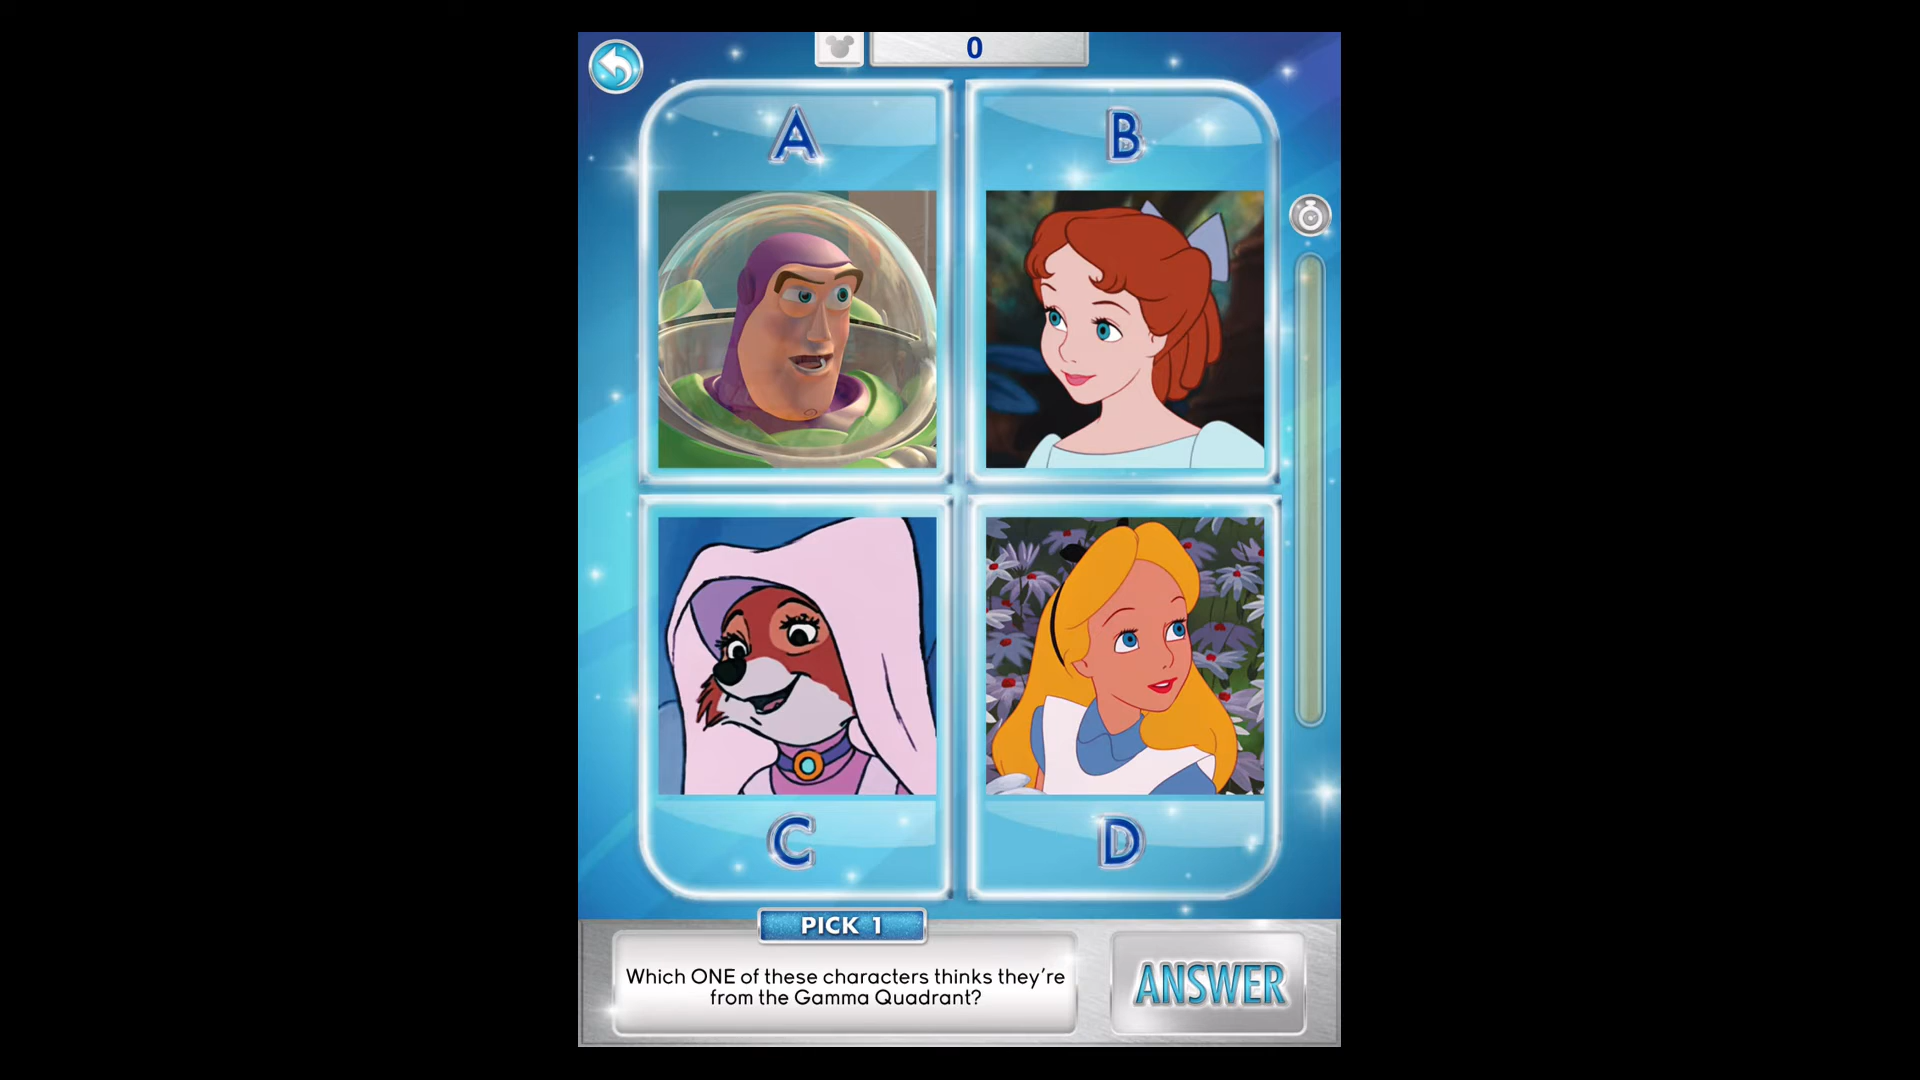 0
A
B
C
D
PICK 1
Which ONE of these characters thinks they're
from the Gamma Quadrant?
ANSWER